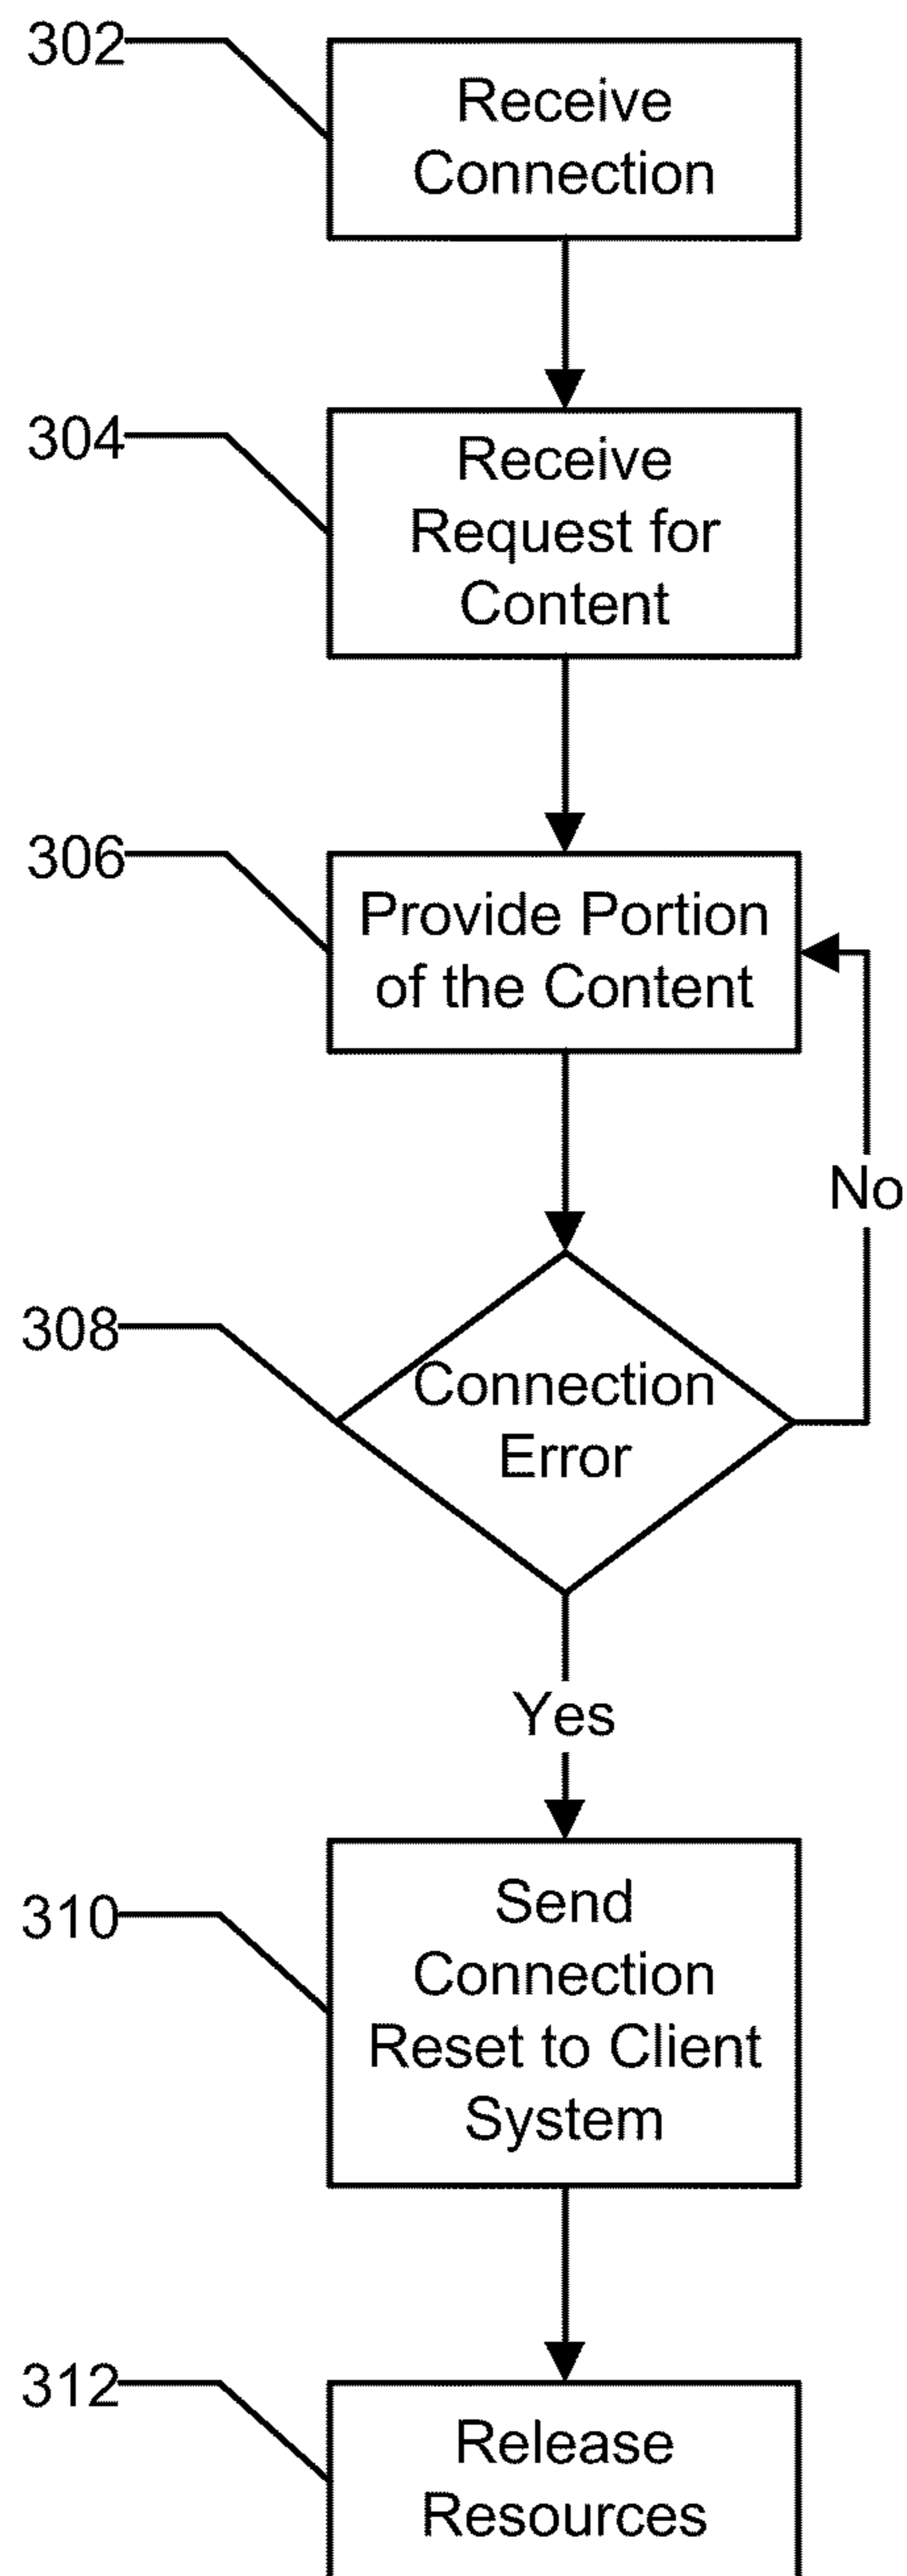 302
Receive
Connection
304
Receive
Request for
Content
306
Provide Portion
of the Content
No
308
Connection
Error
Yes
310
Send
Connection
Reset to Client
System
312
Release
Resources